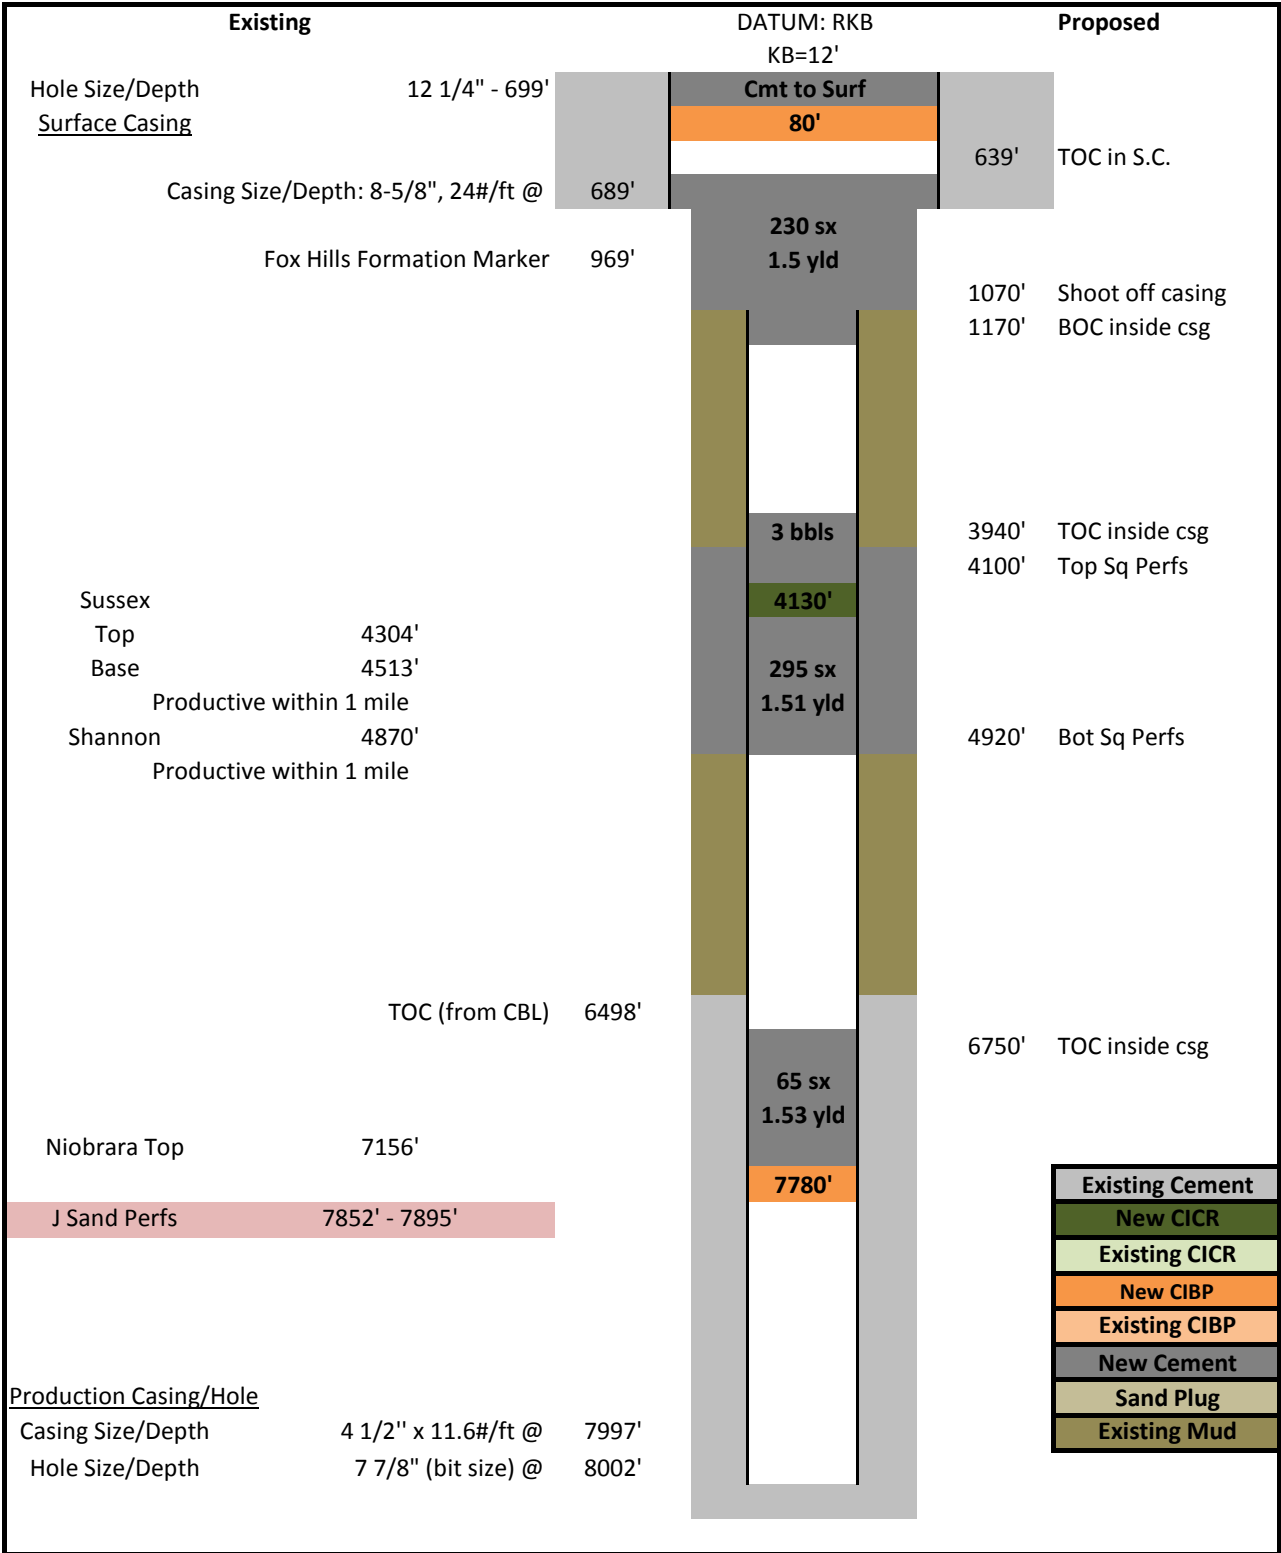 Existing DATUM: RKB Proposed
KB=12'
Hole Size/Depth 12 1/4" - 699' Cmt to Surf
Surface Casing 80'
639' TOC in S.C.
Casing Size/Depth: 8-5/8", 24#/ft @ 689'
230 sx
Fox Hills Formation Marker 969' 1.5 yld
1070' Shoot off casing
1170' BOC inside csg
3 bbls 3940' TOC inside csg
4100' Top Sq Perfs
Sussex 4130'
Top 4304'
Base 4513' 295 sx
Productive within 1 mile 1.51 yld
Shannon 4870' 4920' Bot Sq Perfs
Productive within 1 mile
TOC (from CBL) 6498'
6750' TOC inside csg
65 sx
1.53 yld
Niobrara Top 7156'
7780' Existing Cement
J Sand Perfs 7852' - 7895' New CICR
Existing CICR
New CIBP
Existing CIBP
New Cement
Production Casing/Hole Sand Plug
Casing Size/Depth 4 1/2'' x 11.6#/ft @ 7997' Existing Mud
Hole Size/Depth 7 7/8" (bit size) @ 8002'